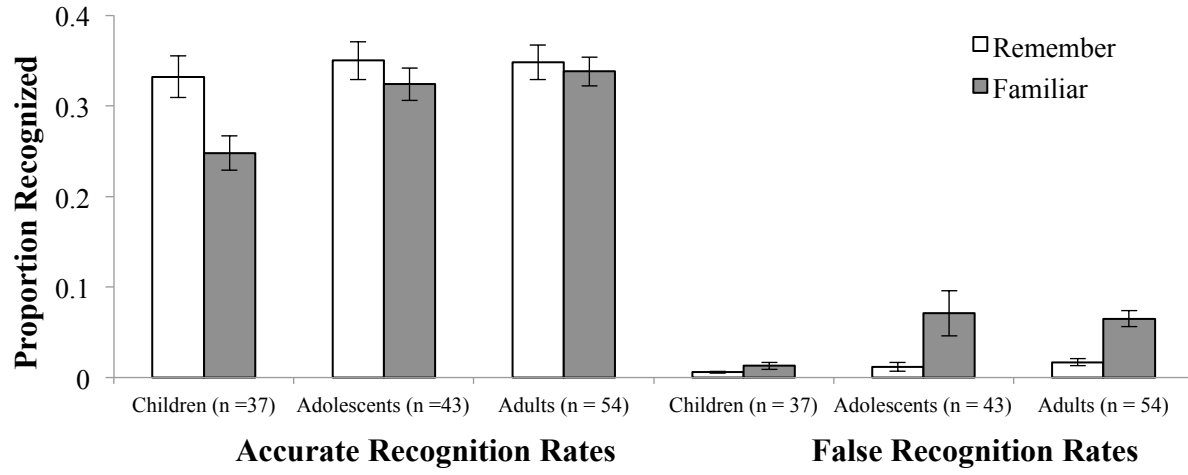 Proportion Recognized
0.4
0.3
0.2
0.1
0
Remember
Familiar
Children (n =37) Adolescents (n =43) Adults (n = 54) Children (n = 37) Adolescents (n = 43) Adults (n = 54)
Accurate Recognition Rates False Recognition Rates